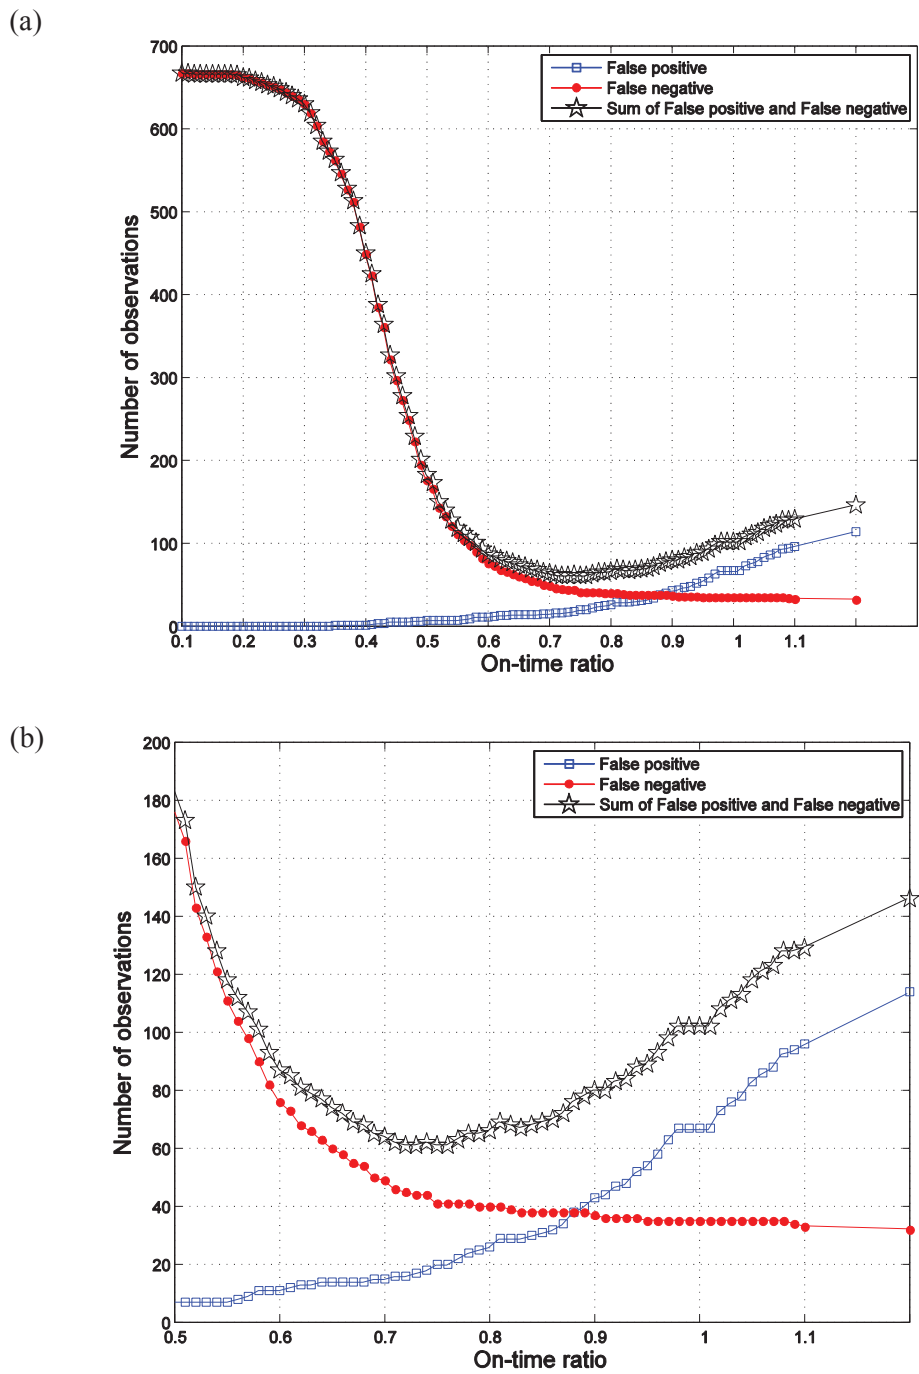 (a)
700
600
500
400
300
200
100
0
Number of observations
0.1 0.2 0.3 0.4 0.5 0.6 0.7 0.8 0.9 1 1.1
On-time ratio
False positive
False negative
Sum of False positive and False negative
(b)
200
180
160
140
120
100
80
60
40
20
0
Number of observations
0.5 0.6 0.7 0.8 0.9 1 1.1
On-time ratio
False positive
False negative
Sum of False positive and False negative